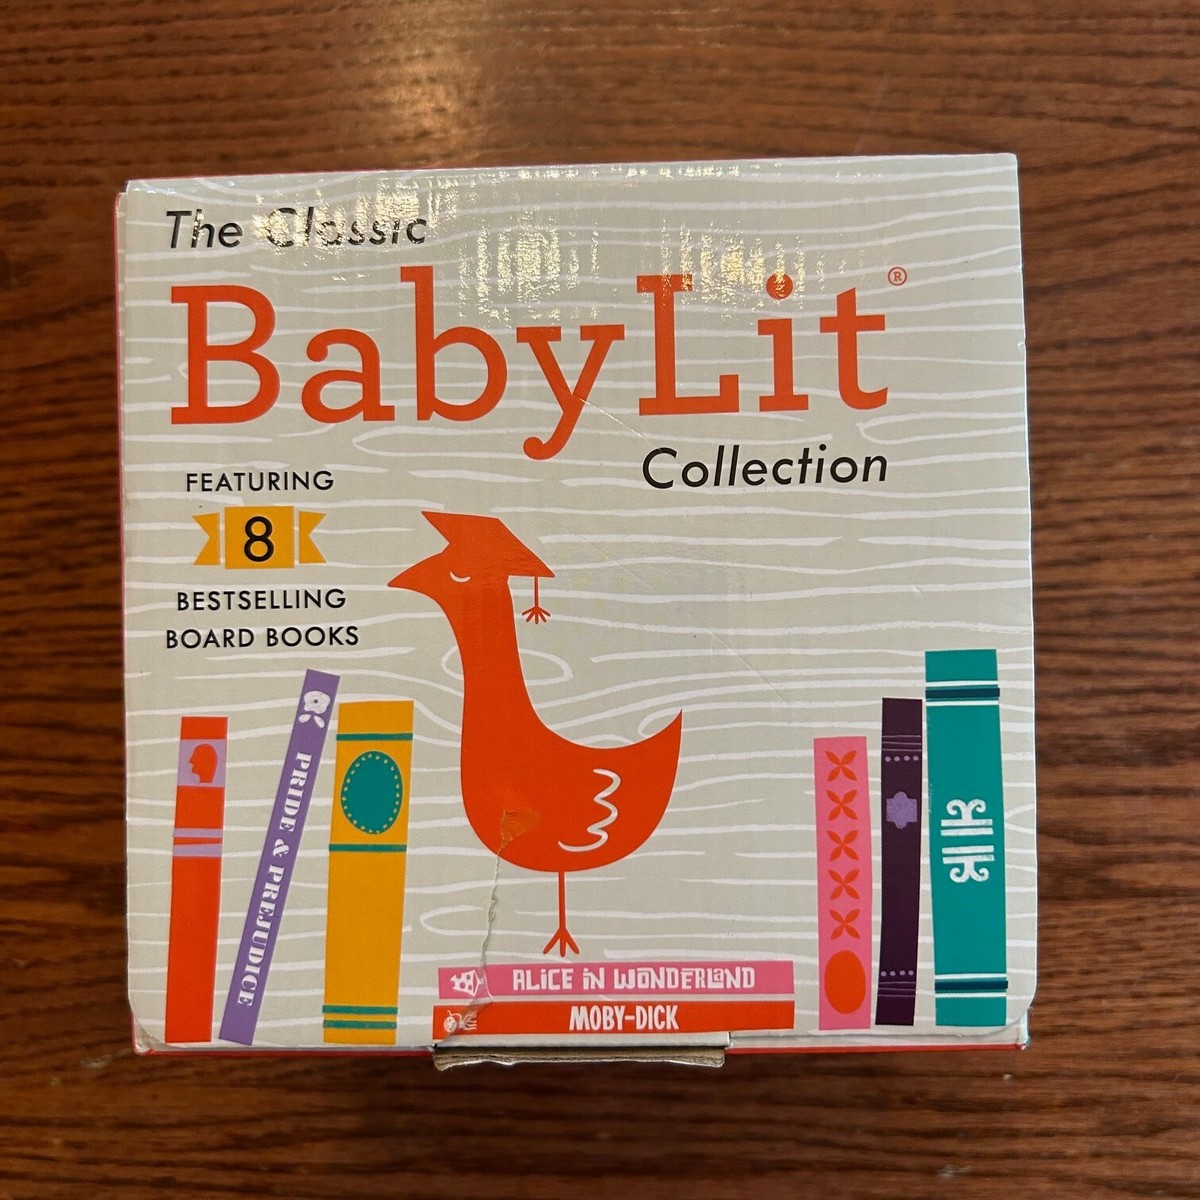 The Classic
BabyLit®
Collection
FEATURING
8
BESTSELLING
BOARD BOOKS
PRIDE & PREJUDICE
ALICE IN WONDERLAND
MOBY-DICK